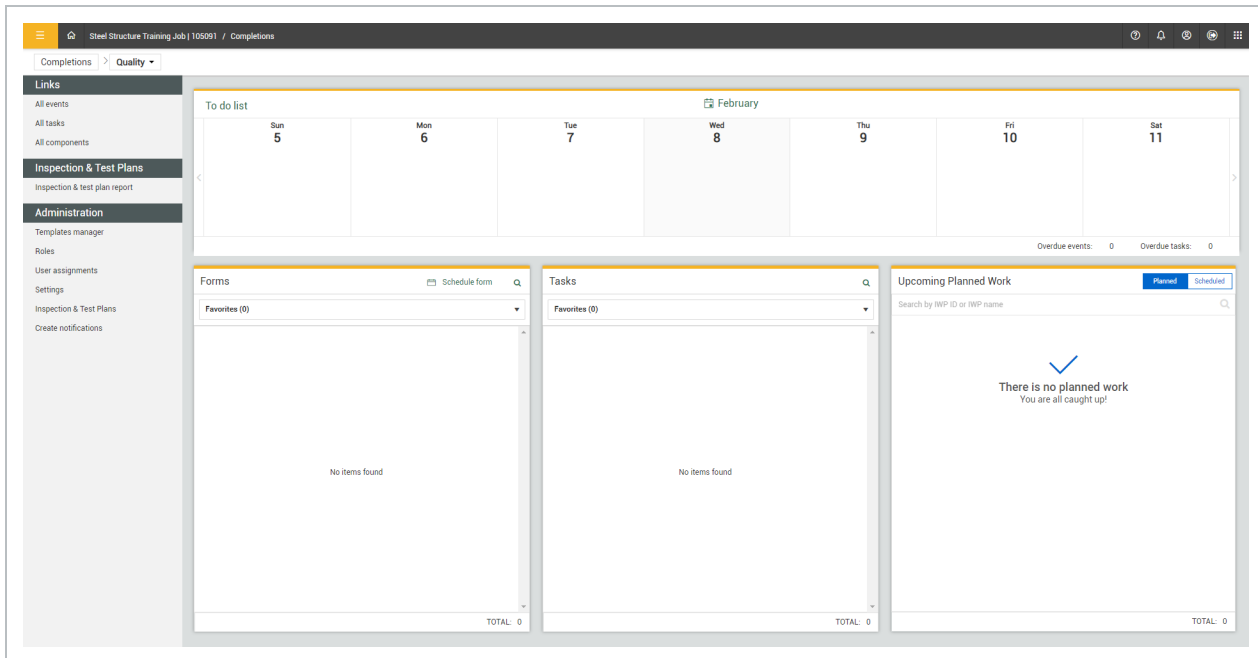 Steel Structure Training Job | 105091 / Completions
Completions > Quality
Links
All events
All tasks
All components
Inspection & Test Plans
Inspection & test plan report
Administration
Templates manager
Roles
User assignments
Settings
Inspection & Test Plans
Create notifications
To do list
February
Sun Mon Tue Wed Thu Fri Sat
5 6 7 8 9 10 11
Overdue events: 0 Overdue tasks: 0
Forms Schedule form
Favorites (0)
No items found
TOTAL: 0
Tasks
Favorites (0)
No items found
TOTAL: 0
Upcoming Planned Work Planned Scheduled
Search by IWP ID or IWP name
There is no planned work
You are all caught up!
TOTAL: 0